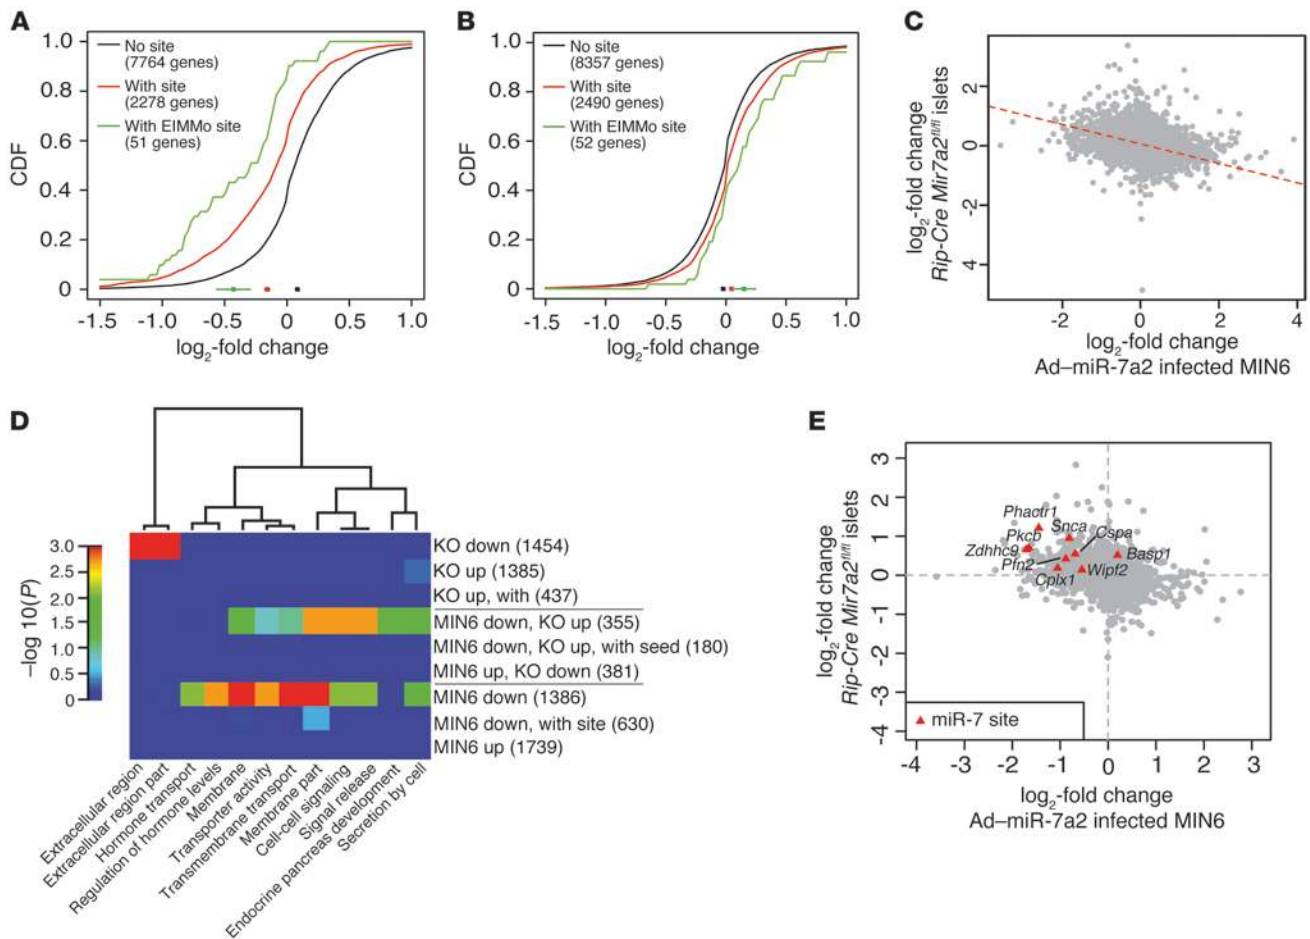 A
1.0
0.8
0.6
0.4
0.2
0
CDF
No site
(7764 genes)
With site
(2278 genes)
With EIMMo site
(51 genes)
-1.5 -1.0 -0.5 0 0.5 1.0
log2-fold change
B
1.0
0.8
0.6
0.4
0.2
0
CDF
No site
(8357 genes)
With site
(2490 genes)
With EIMMo site
(52 genes)
-1.5 -1.0 -0.5 0 0.5 1.0
log2-fold change
C
2
0
-2
4
log2-fold change
Rip-Cre Mir7a2fl/fl islets
-2 0 2 4
log2-fold change
Ad–miR-7a2 infected MIN6
D
3.0
2.5
2.0
1.5
1.0
0.5
0
–log 10(P)
KO down (1454)
KO up (1385)
KO up, with (437)
MIN6 down, KO up (355)
MIN6 down, KO up, with seed (180)
MIN6 up, KO down (381)
MIN6 down (1386)
MIN6 down, with site (630)
MIN6 up (1739)
Extracellular region
Extracellular region part
Hormone transport
Regulation of hormone levels
Membrane
Transporter activity
Transmembrane transport
Membrane part
Cell-cell signaling
Signal release
Endocrine pancreas development
Secretion by cell
E
3
2
1
0
-1
-2
-3
-4
log2-fold change
Rip-Cre Mir7a2fl/fl islets
Phactr1
Snca
Pkcb
Cspa
Zdhhc9
Basp1
Pfn2
Cplx1
Wipf2
miR-7 site
-4 -3 -2 -1 0 1 2 3
log2-fold change
Ad–miR-7a2 infected MIN6